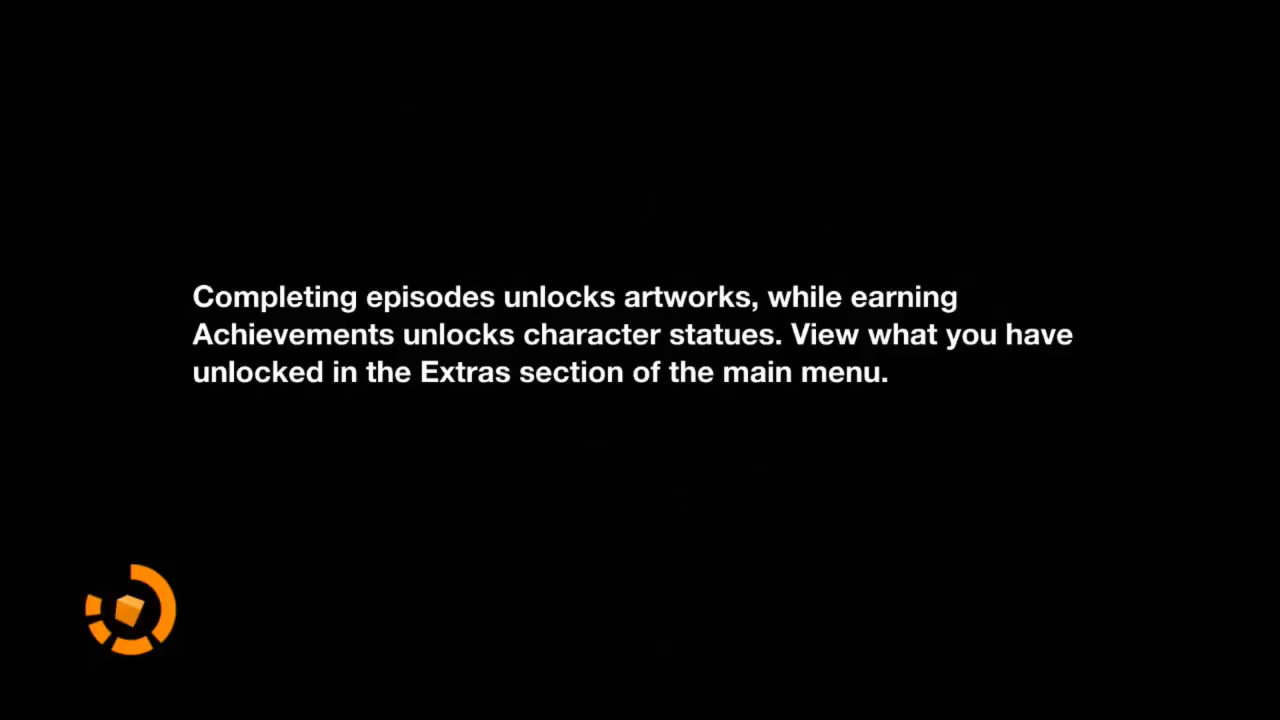 Completing episodes unlocks artworks, while earning
Achievements unlocks character statues. View what you have
unlocked in the Extras section of the main menu.